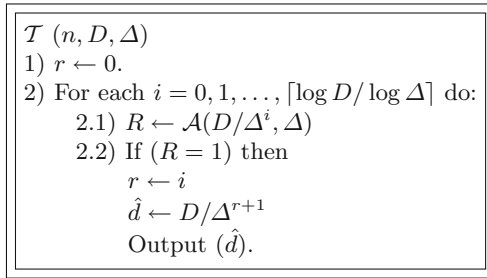 𝒯 (n, D, Δ)
1) r ← 0.
2) For each i = 0, 1, . . . , ⌈log D/ log Δ⌉ do:
2.1) R ← 𝒜(D/Δ^i, Δ)
2.2) If (R = 1) then
r ← i
d̂ ← D/Δ^{r+1}
Output (d̂).